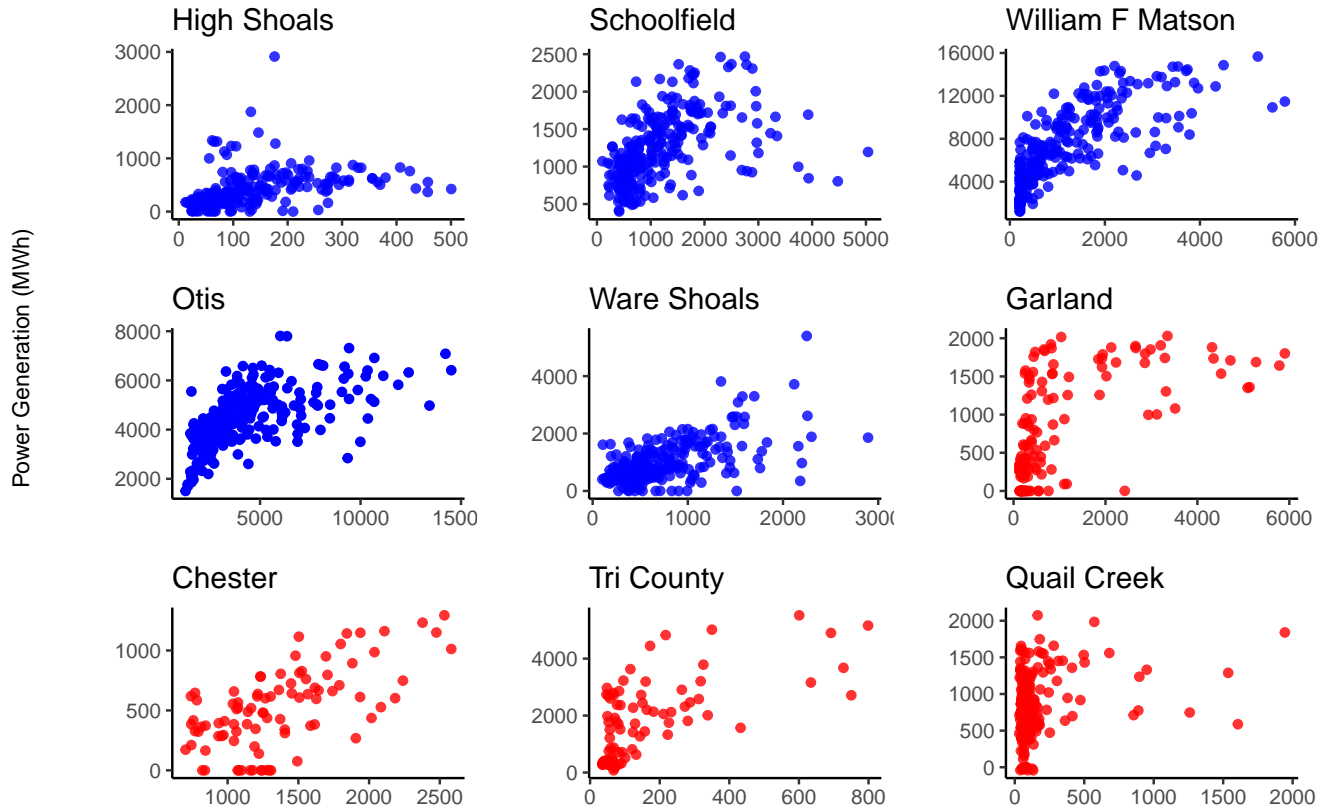 High Shoals Schoolfield William F Matson
3000 2500 16000
2000 2000 12000
1500
1000 1000 8000
500 4000
0
0 100 200 300 400 500 0 1000 2000 3000 4000 5000 0 2000 4000 6000
Power Generation (MWh)
Otis Ware Shoals Garland
8000 2000
6000 4000 1500
4000 2000 1000
500
2000 0 0
5000 10000 1500 0 1000 2000 3000 0 2000 4000 6000
Chester Tri County Quail Creek
2000
1000 4000 1500
500 2000 1000
500
0 0 0
1000 1500 2000 2500 0 200 400 600 800 0 500 1000 1500 2000